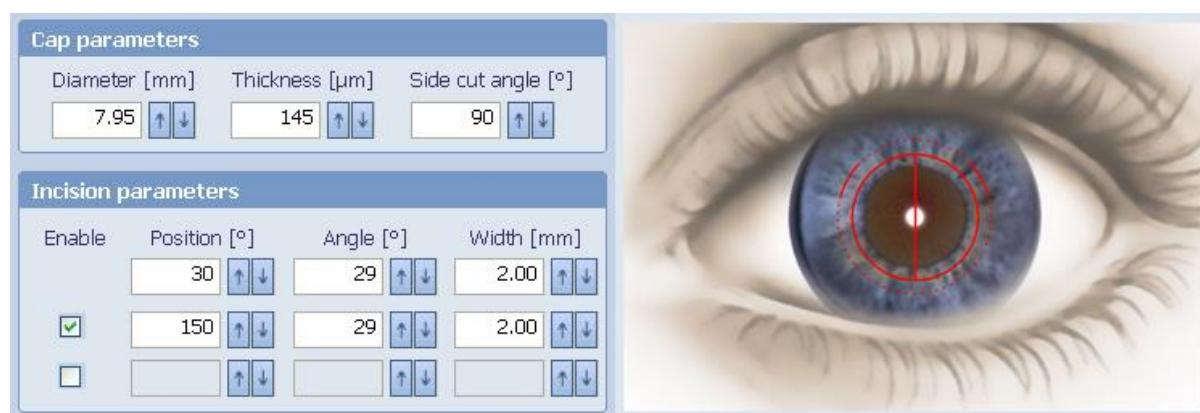 Cap parameters
Diameter [mm] Thickness [µm] Side cut angle [°]
7.95 145 90
Incision parameters
Enable Position [°] Angle [°] Width [mm]
30 29 2.00
150 29 2.00